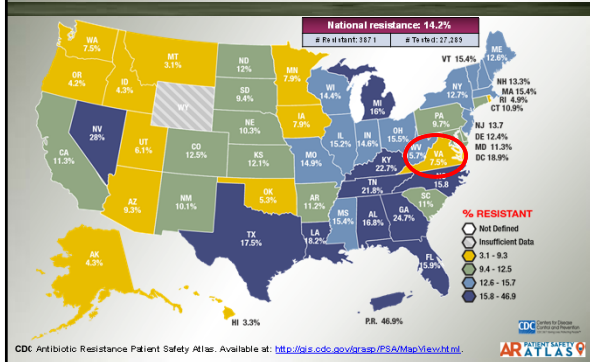 National resistance: 14.2%
# Resistant: 3871
# Tested: 27,289
WA
7.5%
OR
4.2%
ID
4.3%
MT
3.1%
ND
12%
MN
7.9%
SD
9.4%
WY
WI
14.4%
MI
16%
VT 15.4%
ME
12.6%
NH 13.3%
MA 15.4%
RI 4.9%
CT 10.9%
NY
12.7%
PA
9.7%
NJ 13.7
DE 12.4%
MD 11.3%
DC 18.9%
NV
28%
UT
6.1%
CA
11.3%
AZ
9.3%
CO
12.5%
NM
10.1%
NE
10.3%
IA
7.9%
KS
12.1%
MO
14.9%
IL
15.2%
IN
14.6%
OH
15.5%
WV
5.7%
VA
7.5%
KY
22.7%
15.8
TN
21.8%
OK
5.3%
AR
11.2%
SC
11%
MS
15.4%
AL
16.8%
GA
24.7%
TX
17.5%
LA
18.2%
FL
15.9%
AK
4.3%
HI 3.3%
P.R. 46.9%
% RESISTANT
Not Defined
Insufficient Data
3.1 - 9.3
9.4 - 12.5
12.6 - 15.7
15.8 - 46.9
CDC
Centers for Disease
Control and Prevention
AR PATIENT SAFETY
ATLAS
CDC Antibiotic Resistance Patient Safety Atlas. Available at: http://gis.cdc.gov/grasp/PSA/MapView.html.